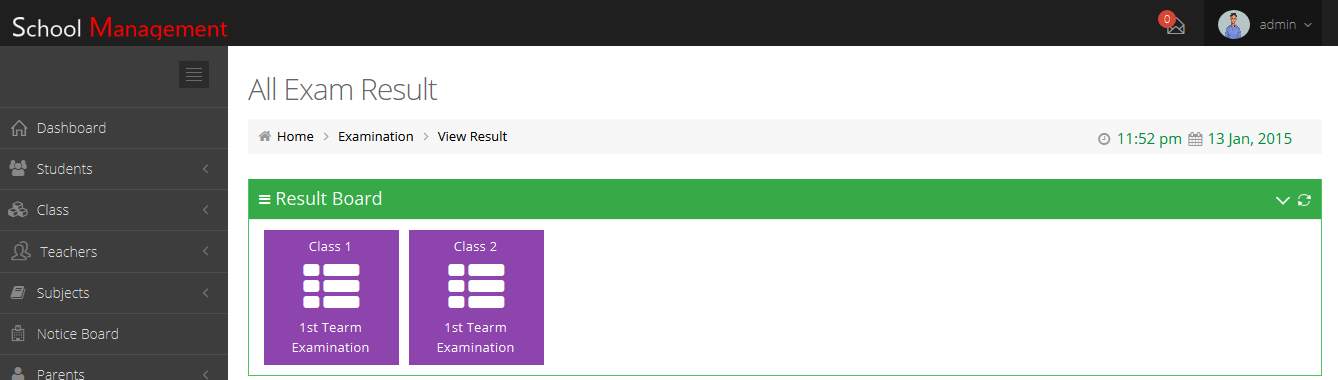 School Management
0
admin
All Exam Result
Dashboard
Home
Examination
View Result
11:52 pm
13 Jan, 2015
Students
Class
Teachers
Subjects
Notice Board
Parents
Result Board
Class 1
1st Tearm
Examination
Class 2
1st Tearm
Examination